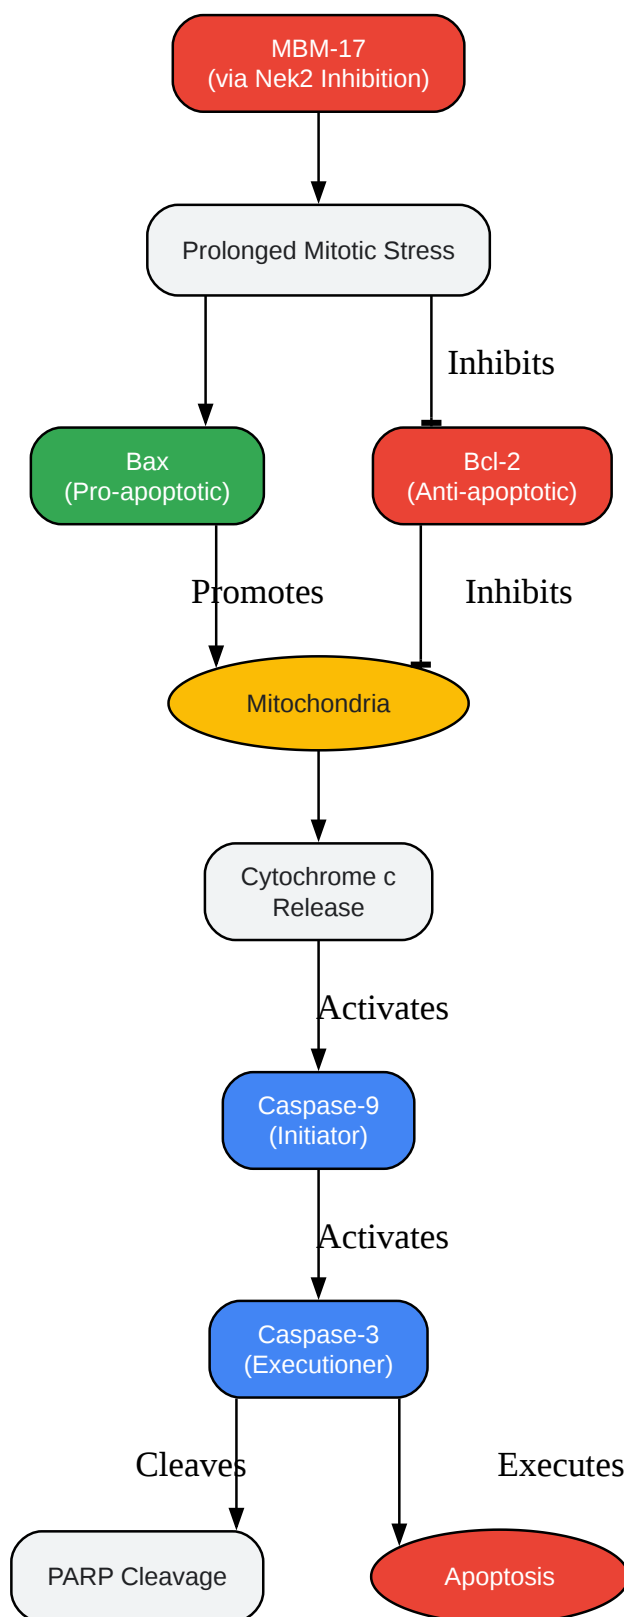 MBM-17
(via Nek2 Inhibition)
Prolonged Mitotic Stress
Inhibits
Bax
(Pro-apoptotic)
Bcl-2
(Anti-apoptotic)
Promotes
Inhibits
Mitochondria
Cytochrome c
Release
Activates
Caspase-9
(Initiator)
Activates
Caspase-3
(Executioner)
Cleaves
Executes
PARP Cleavage
Apoptosis